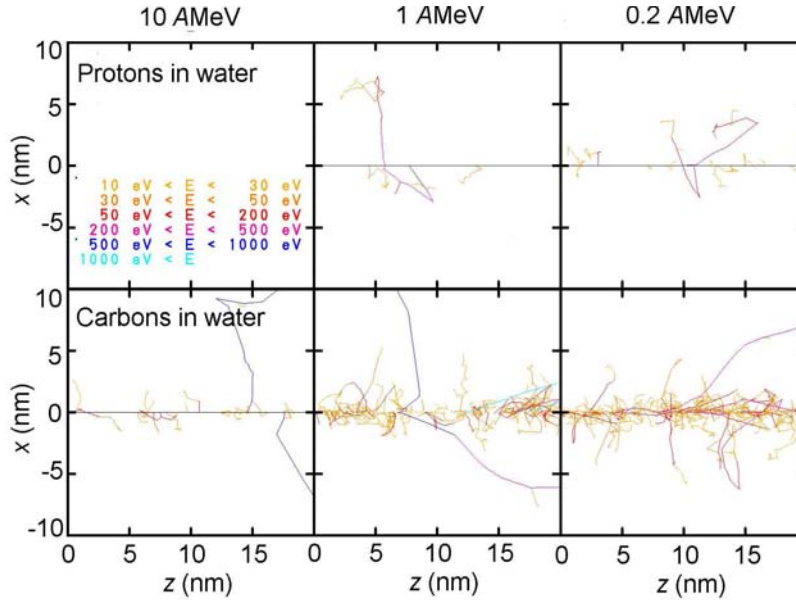 10 AMeV 1 AMeV 0.2 AMeV
10
Protons in water
5
x (nm)
0
10 eV < E < 30 eV
30 eV < E < 50 eV
50 eV < E < 200 eV
200 eV < E < 500 eV
500 eV < E < 1000 eV
1000 eV < E
-5
10
Carbons in water
5
x (nm)
0
-5
-10
0 5 10 15 0 5 10 15 0 5 10 15
z (nm) z (nm) z (nm)